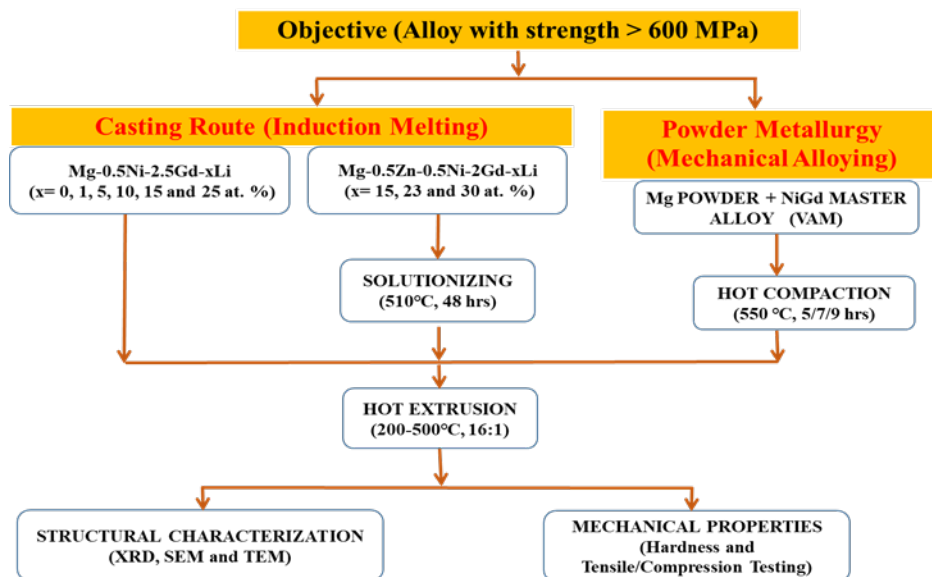 Objective (Alloy with strength > 600 MPa)
Casting Route (Induction Melting)
Powder Metallurgy
(Mechanical Alloying)
Mg-0.5Ni-2.5Gd-xLi
(x= 0, 1, 5, 10, 15 and 25 at. %)
Mg-0.5Zn-0.5Ni-2Gd-xLi
(x= 15, 23 and 30 at. %)
Mg POWDER + NiGd MASTER
ALLOY (VAM)
SOLUTIONIZING
(510°C, 48 hrs)
HOT COMPACTION
(550 °C, 5/7/9 hrs)
HOT EXTRUSION
(200-500°C, 16:1)
STRUCTURAL CHARACTERIZATION
(XRD, SEM and TEM)
MECHANICAL PROPERTIES
(Hardness and
Tensile/Compression Testing)